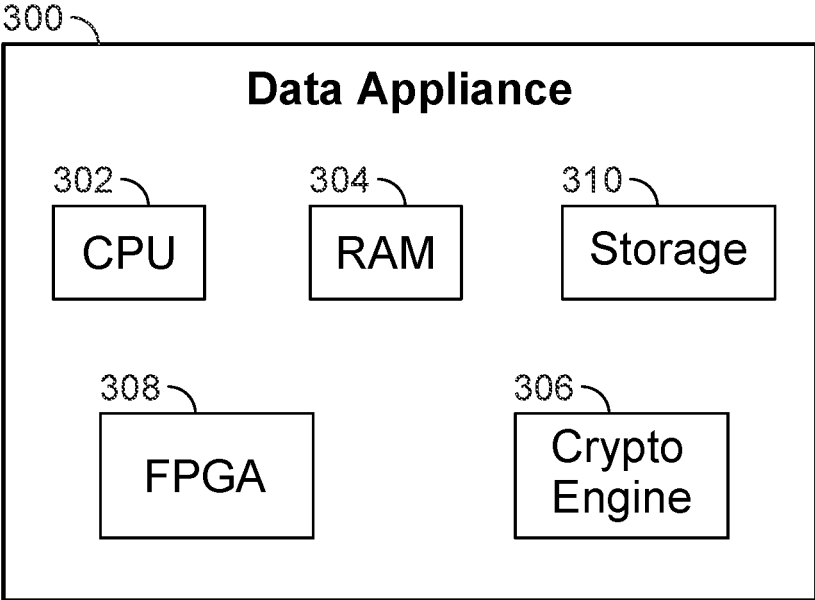 300
Data Appliance
302
CPU
304
RAM
310
Storage
308
FPGA
306
Crypto
Engine